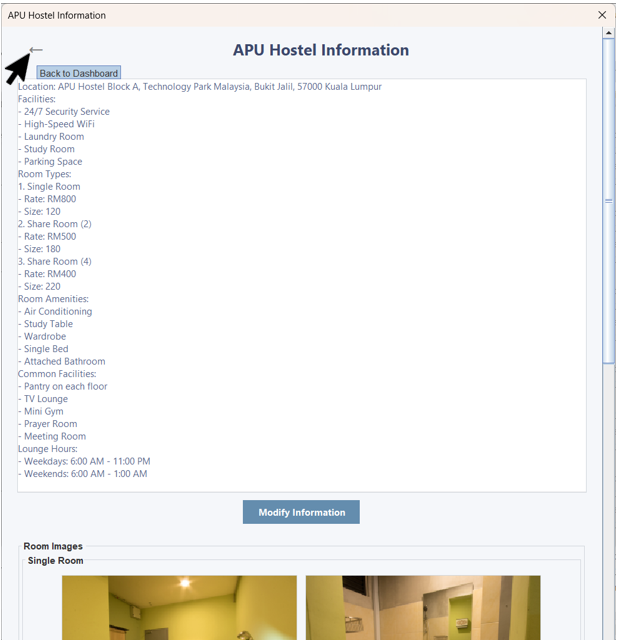 APU Hostel Information
APU Hostel Information
Back to Dashboard
Location: APU Hostel Block A, Technology Park Malaysia, Bukit Jalil, 57000 Kuala Lumpur
Facilities:
- 24/7 Security Service
- High-Speed WiFi
- Laundry Room
- Study Room
- Parking Space
Room Types:
1. Single Room
- Rate: RM800
- Size: 120
2. Share Room (2)
- Rate: RM500
- Size: 180
3. Share Room (4)
- Rate: RM400
- Size: 220
Room Amenities:
- Air Conditioning
- Study Table
- Wardrobe
- Single Bed
- Attached Bathroom
Common Facilities:
- Pantry on each floor
- TV Lounge
- Mini Gym
- Prayer Room
- Meeting Room
Lounge Hours:
- Weekdays: 6:00 AM - 11:00 PM
- Weekends: 6:00 AM - 1:00 AM
Modify Information
Room Images
Single Room